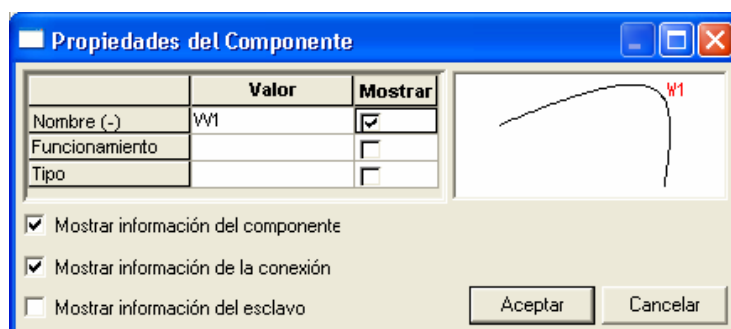 Propiedades del Componente
Valor Mostrar
Nombre (-) W1
Funcionamiento
Tipo
W1
Mostrar información del componente
Mostrar información de la conexión
Mostrar información del esclavo
Aceptar Cancelar